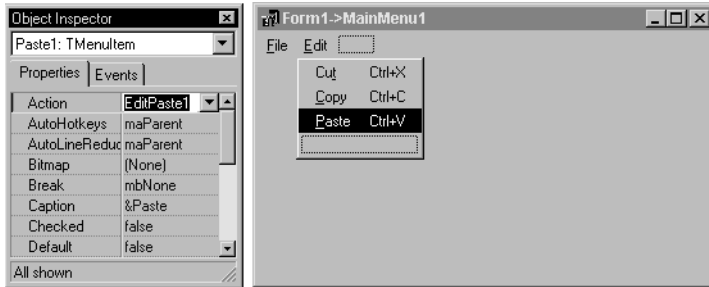 Object Inspector
Paste1: TMenuItem
Properties Events
Action EditPaste1
AutoHotkeys maParent
AutoLineReduc maParent
Bitmap (None)
Break mbNone
Caption &Paste
Checked false
Default false
All shown
Form1->MainMenu1
File Edit
Cut Ctrl+X
Copy Ctrl+C
Paste Ctrl+V